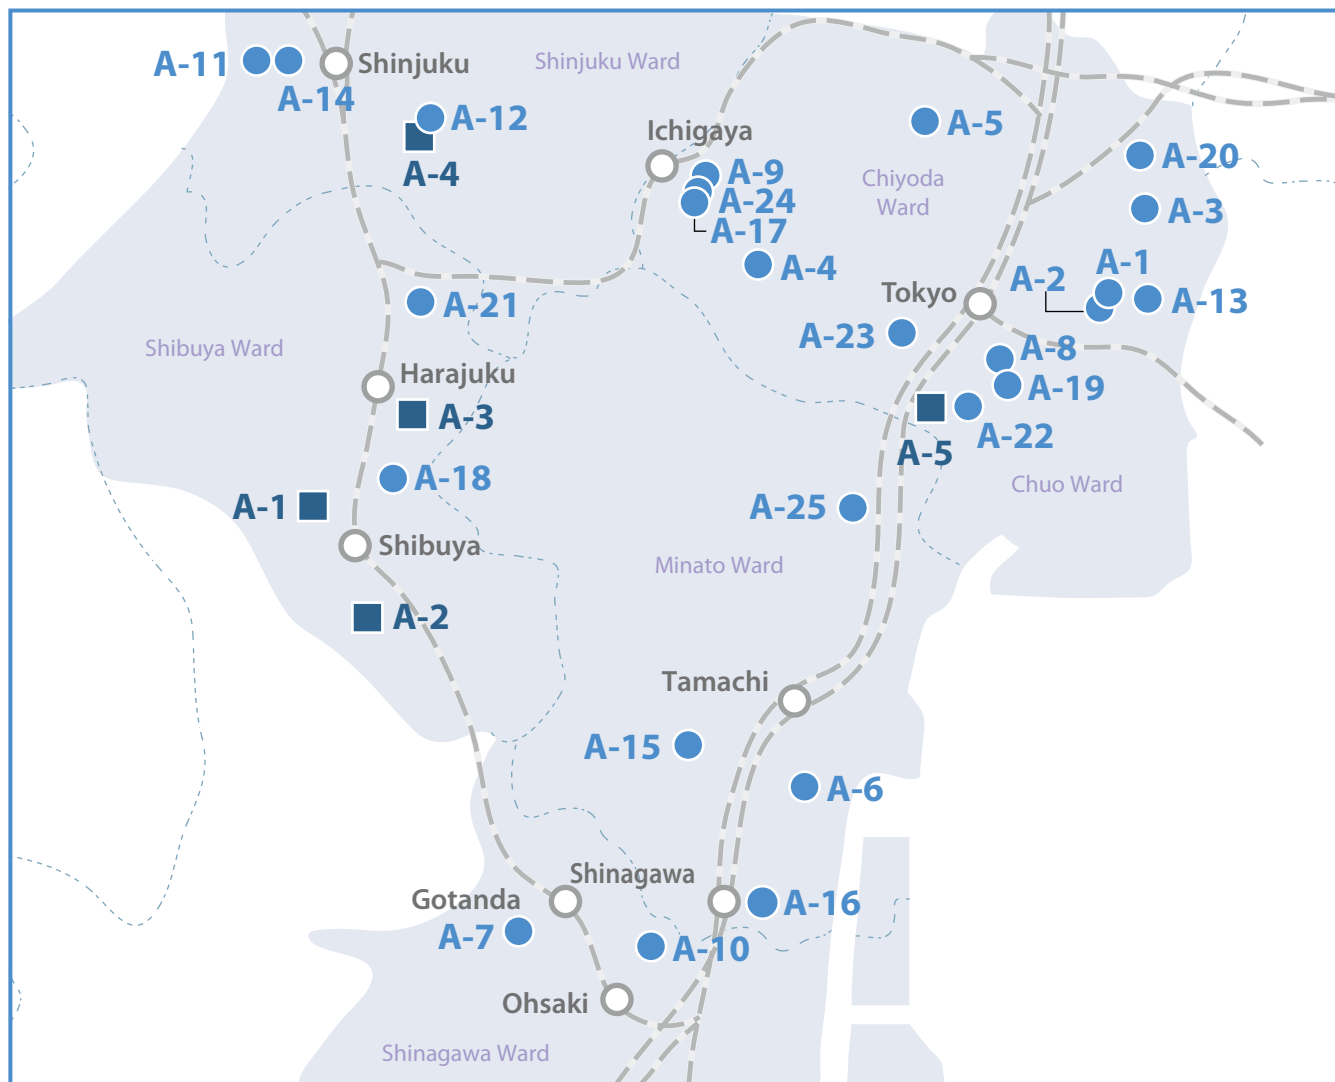 A-11
A-14
Shinjuku
Shinjuku Ward
A-12
A-4
Ichigaya
A-5
A-9
A-24
A-17
Chiyoda
Ward
A-20
A-3
A-4
A-21
Tokyo
A-2
A-1
A-13
A-23
Shibuya Ward
Harajuku
A-8
A-19
A-3
A-22
A-5
A-18
Chuo Ward
A-1
A-25
Shibuya
Minato Ward
A-2
Tamachi
A-15
A-6
Shinagawa
Gotanda
A-16
A-7
A-10
Ohsaki
Shinagawa Ward